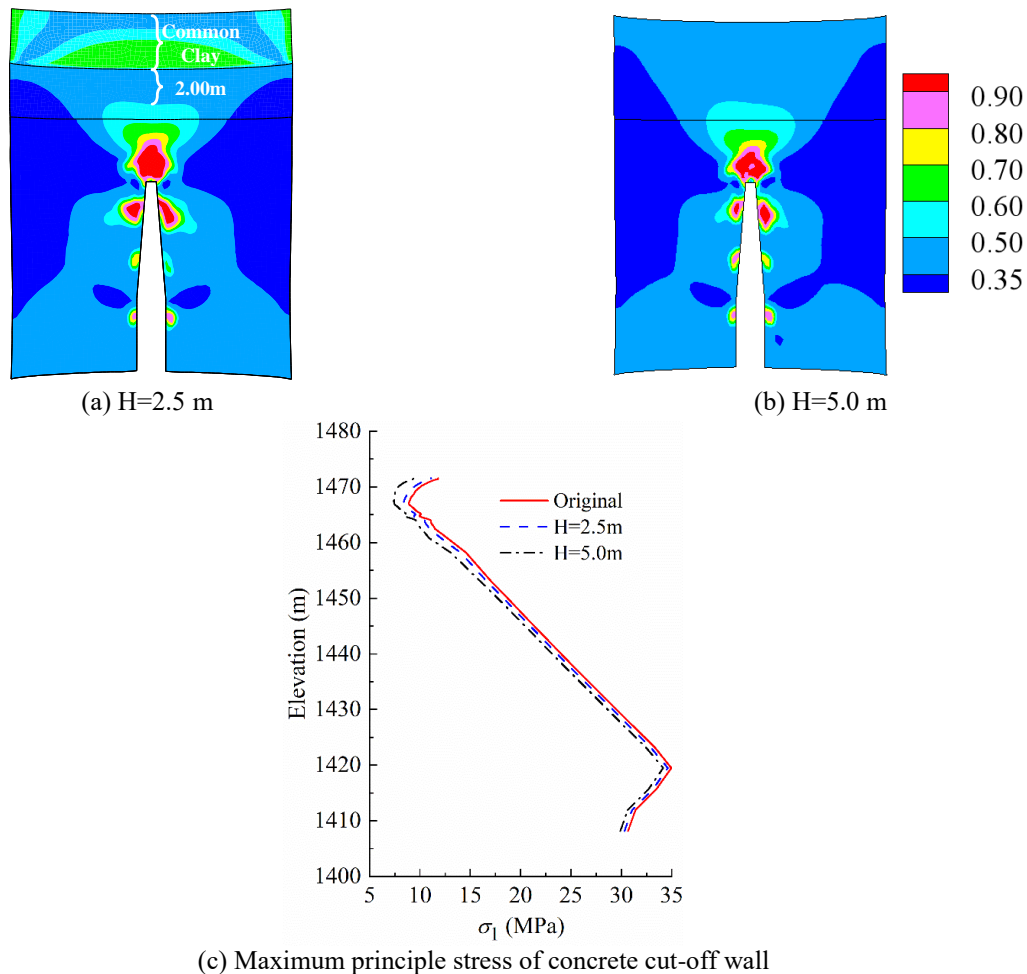 Common
Clay
2.00m
0.90
0.80
0.70
0.60
0.50
0.35
(a) H=2.5 m
(b) H=5.0 m
1480
1470
1460
1450
1440
1430
1420
1410
1400
Elevation (m)
Original
H=2.5m
H=5.0m
5 10 15 20 25 30 35
σ1 (MPa)
(c) Maximum principle stress of concrete cut-off wall